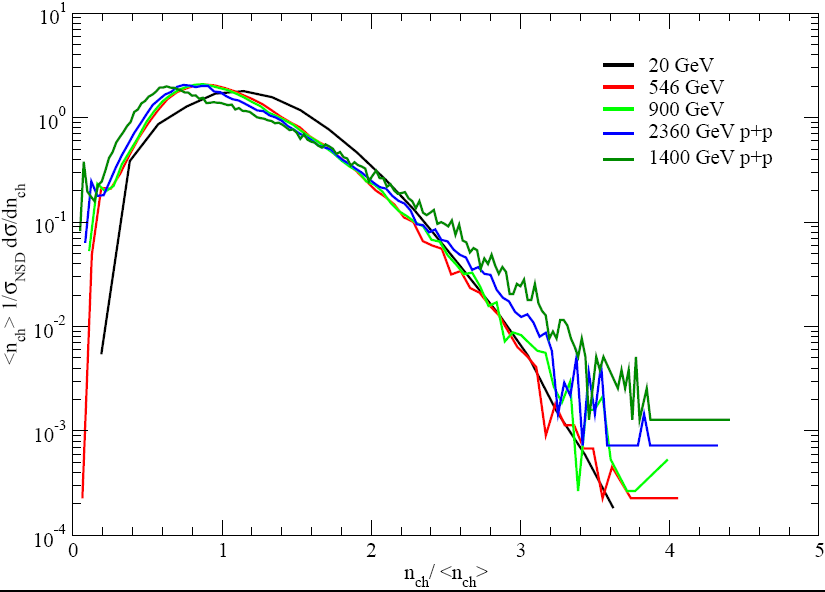 10^1
10^0
10^-1
10^-2
10^-3
10^-4
<n_ch> 1/σ_NSD dσ/dn_ch
20 GeV
546 GeV
900 GeV
2360 GeV p+p
1400 GeV p+p
0 1 2 3 4 5
n_ch/ <n_ch>